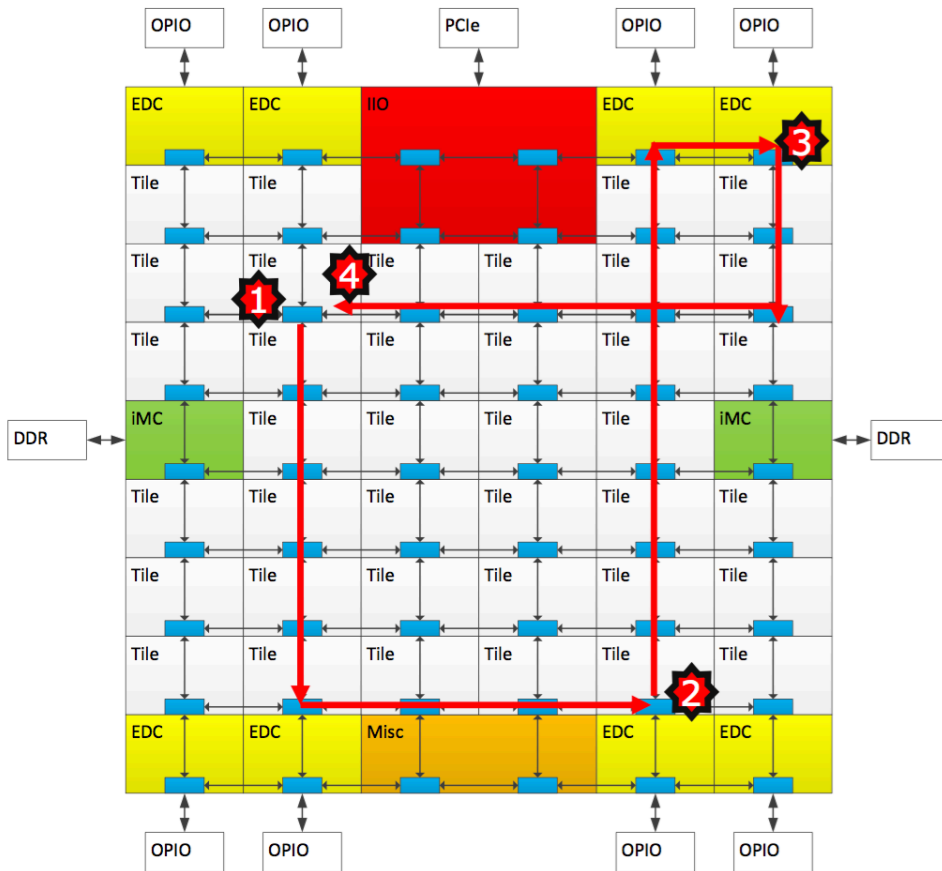 OPIO OPIO PCIe OPIO OPIO
EDC EDC IIO EDC EDC
3
Tile Tile Tile Tile
Tile Tile Tile Tile Tile Tile
1 4
Tile Tile Tile Tile Tile Tile
iMC Tile Tile Tile Tile iMC
DDR DDR
Tile Tile Tile Tile Tile Tile
Tile Tile Tile Tile Tile Tile
Tile Tile Tile Tile Tile Tile
2
EDC EDC Misc EDC EDC
OPIO OPIO OPIO OPIO